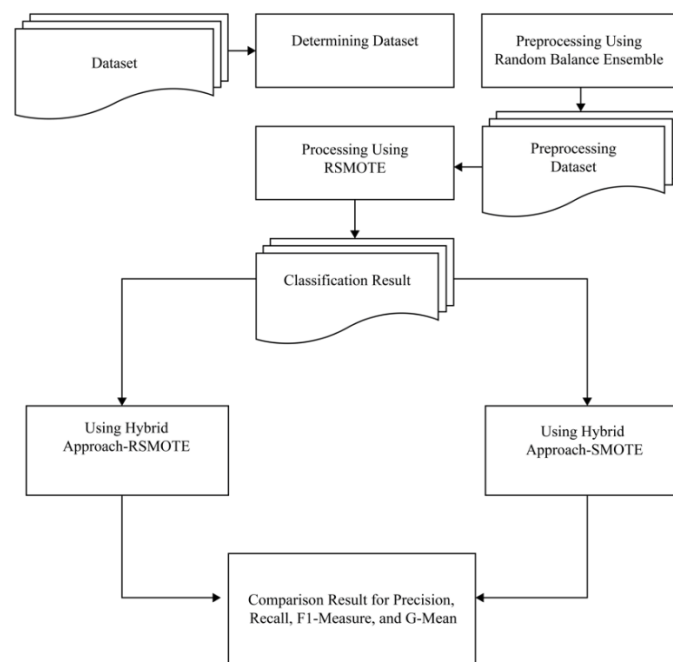 Dataset
Determining Dataset
Preprocessing Using
Random Balance Ensemble
Processing Using
RSMOTE
Preprocessing
Dataset
Classification Result
Using Hybrid
Approach-RSMOTE
Using Hybrid
Approach-SMOTE
Comparison Result for Precision,
Recall, F1-Measure, and G-Mean